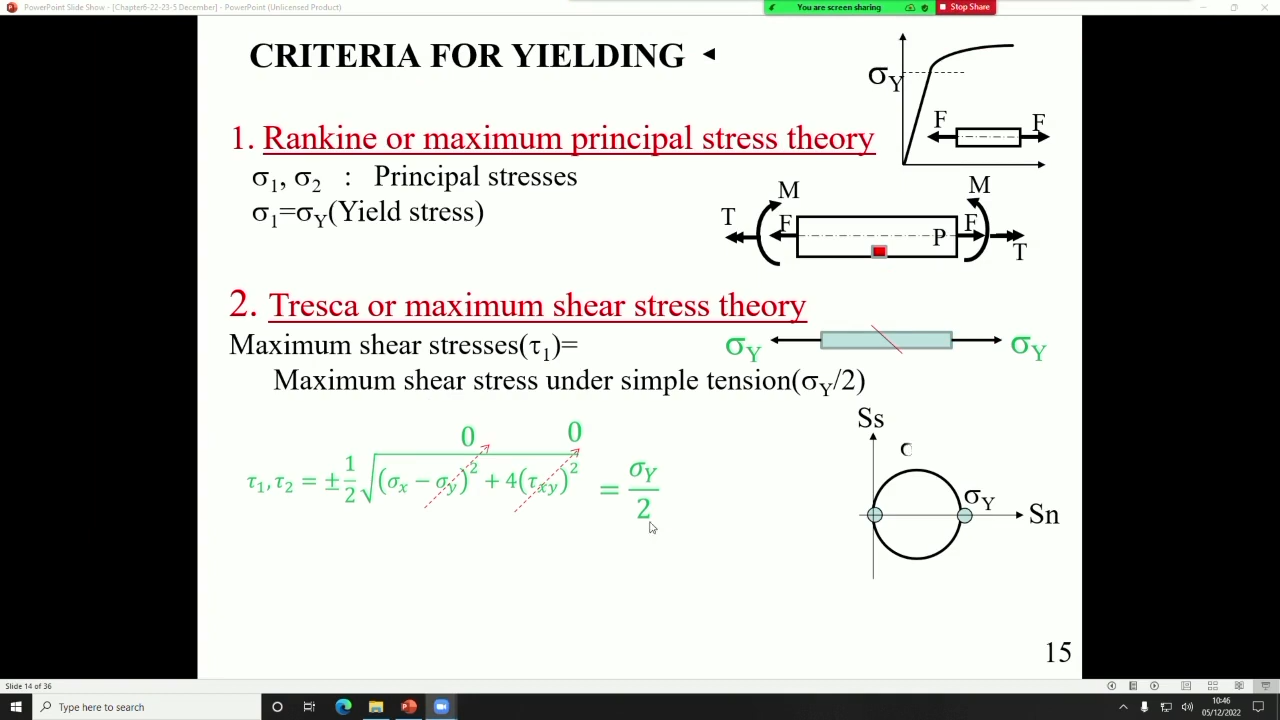 PowerPoint Slide Show - [Chapter6-22-23-5 December] - PowerPoint (Unlicensed Product)
You are screen sharing
Stop Share
CRITERIA FOR YIELDING
σY
F
F
1. Rankine or maximum principal stress theory
σ1, σ2 : Principal stresses
σ1=σY(Yield stress)
M
M
T
F
P
F
T
2. Tresca or maximum shear stress theory
Maximum shear stresses(τ1)=
Maximum shear stress under simple tension(σY/2)
σY
σY
0
0
τ1, τ2 = ± 1/2 √(σx − σy)² + 4(τxy)² = σY/2
Ss
σY
Sn
15
Slide 14 of 36
Type here to search
10:46
05/12/2022